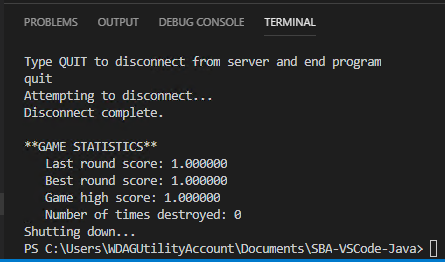 PROBLEMS OUTPUT DEBUG CONSOLE TERMINAL
Type QUIT to disconnect from server and end program
quit
Attempting to disconnect...
Disconnect complete.
**GAME STATISTICS**
Last round score: 1.000000
Best round score: 1.000000
Game high score: 1.000000
Number of times destroyed: 0
Shutting down...
PS C:\Users\WDAGUtilityAccount\Documents\SBA-VSCode-Java>